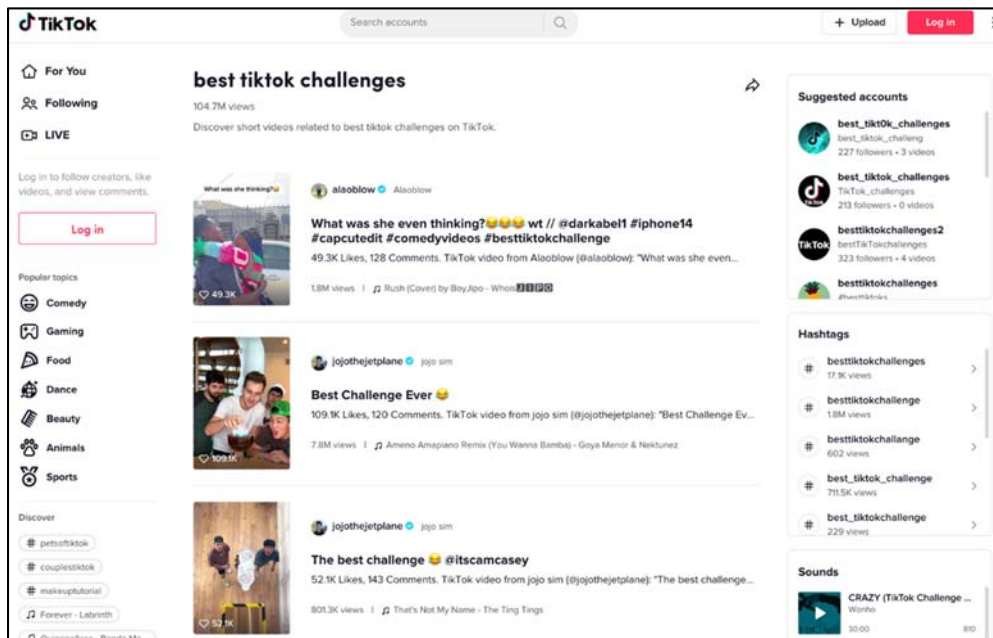 TikTok
Search accounts
+ Upload
Log in
For You
Following
LIVE
Log in to follow creators, like
videos, and view comments.
Log in
Popular topics
Comedy
Gaming
Food
Dance
Beauty
Animals
Sports
Discover
# petsoftiktok
# couplestiktok
# makeuptutorial
Forever - Labrinth
best tiktok challenges
104.7M views
Discover short videos related to best tiktok challenges on TikTok.
What was she thinking?😂
49.3K
alaoblow Alaoblow
What was she even thinking?😂😂😂 wt // @darkabel1 #iphone14
#capcutedit #comedyvideos #besttiktokchallenge
49.3K Likes, 128 Comments. TikTok video from Alaoblow (@alaoblow): "What was she even...
1.8M views | Rush (Cover) by BoyJipo - WhoisJIPO
109.1K
jojothejetplane jojo sim
Best Challenge Ever 😂
109.1K Likes, 120 Comments. TikTok video from jojo sim (@jojothejetplane): "Best Challenge Ev...
7.8M views | Ameno Amapiano Remix (You Wanna Bamba) - Goya Menor & Nektunez
52.1K
jojothejetplane jojo sim
The best challenge 😂 @itscamcasey
52.1K Likes, 143 Comments. TikTok video from jojo sim (@jojothejetplane): "The best challenge...
801.3K views | That's Not My Name - The Ting Tings
Suggested accounts
best_tikt0k_challenges
best_tiktok_challeng
227 followers • 3 videos
best_tiktok_challenges
TikTok_challenges
213 followers • 0 videos
TikTok
besttiktokchallenges2
bestTikTokchallenges
323 followers • 4 videos
besttiktokchallenges
#besttiktoks
Hashtags
# besttiktokchallenges
17.1K views
# besttiktokchallenge
1.8M views
# besttiktokchallange
602 views
# best_tiktok_challenge
711.5K views
# best_tiktokchallenge
229 views
Sounds
CRAZY (TikTok Challenge ...
Wonho
30:00 810